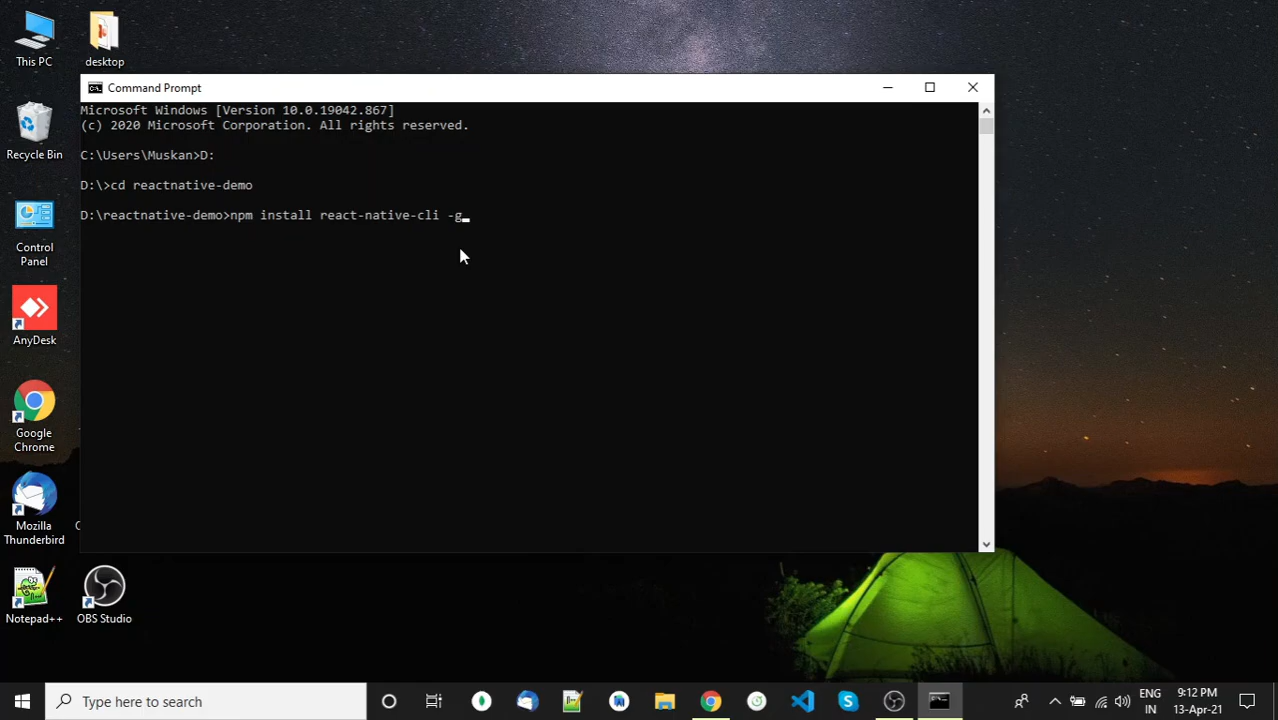 This PC
desktop
Command Prompt
Microsoft Windows [Version 10.0.19042.867]
(c) 2020 Microsoft Corporation. All rights reserved.
C:\Users\Muskan>D:
D:\>cd reactnative-demo
D:\reactnative-demo>npm install react-native-cli -g
Recycle Bin
Control
Panel
AnyDesk
Google
Chrome
Mozilla
Thunderbird
Notepad++
OBS Studio
Type here to search
ENG
IN
9:12 PM
13-Apr-21